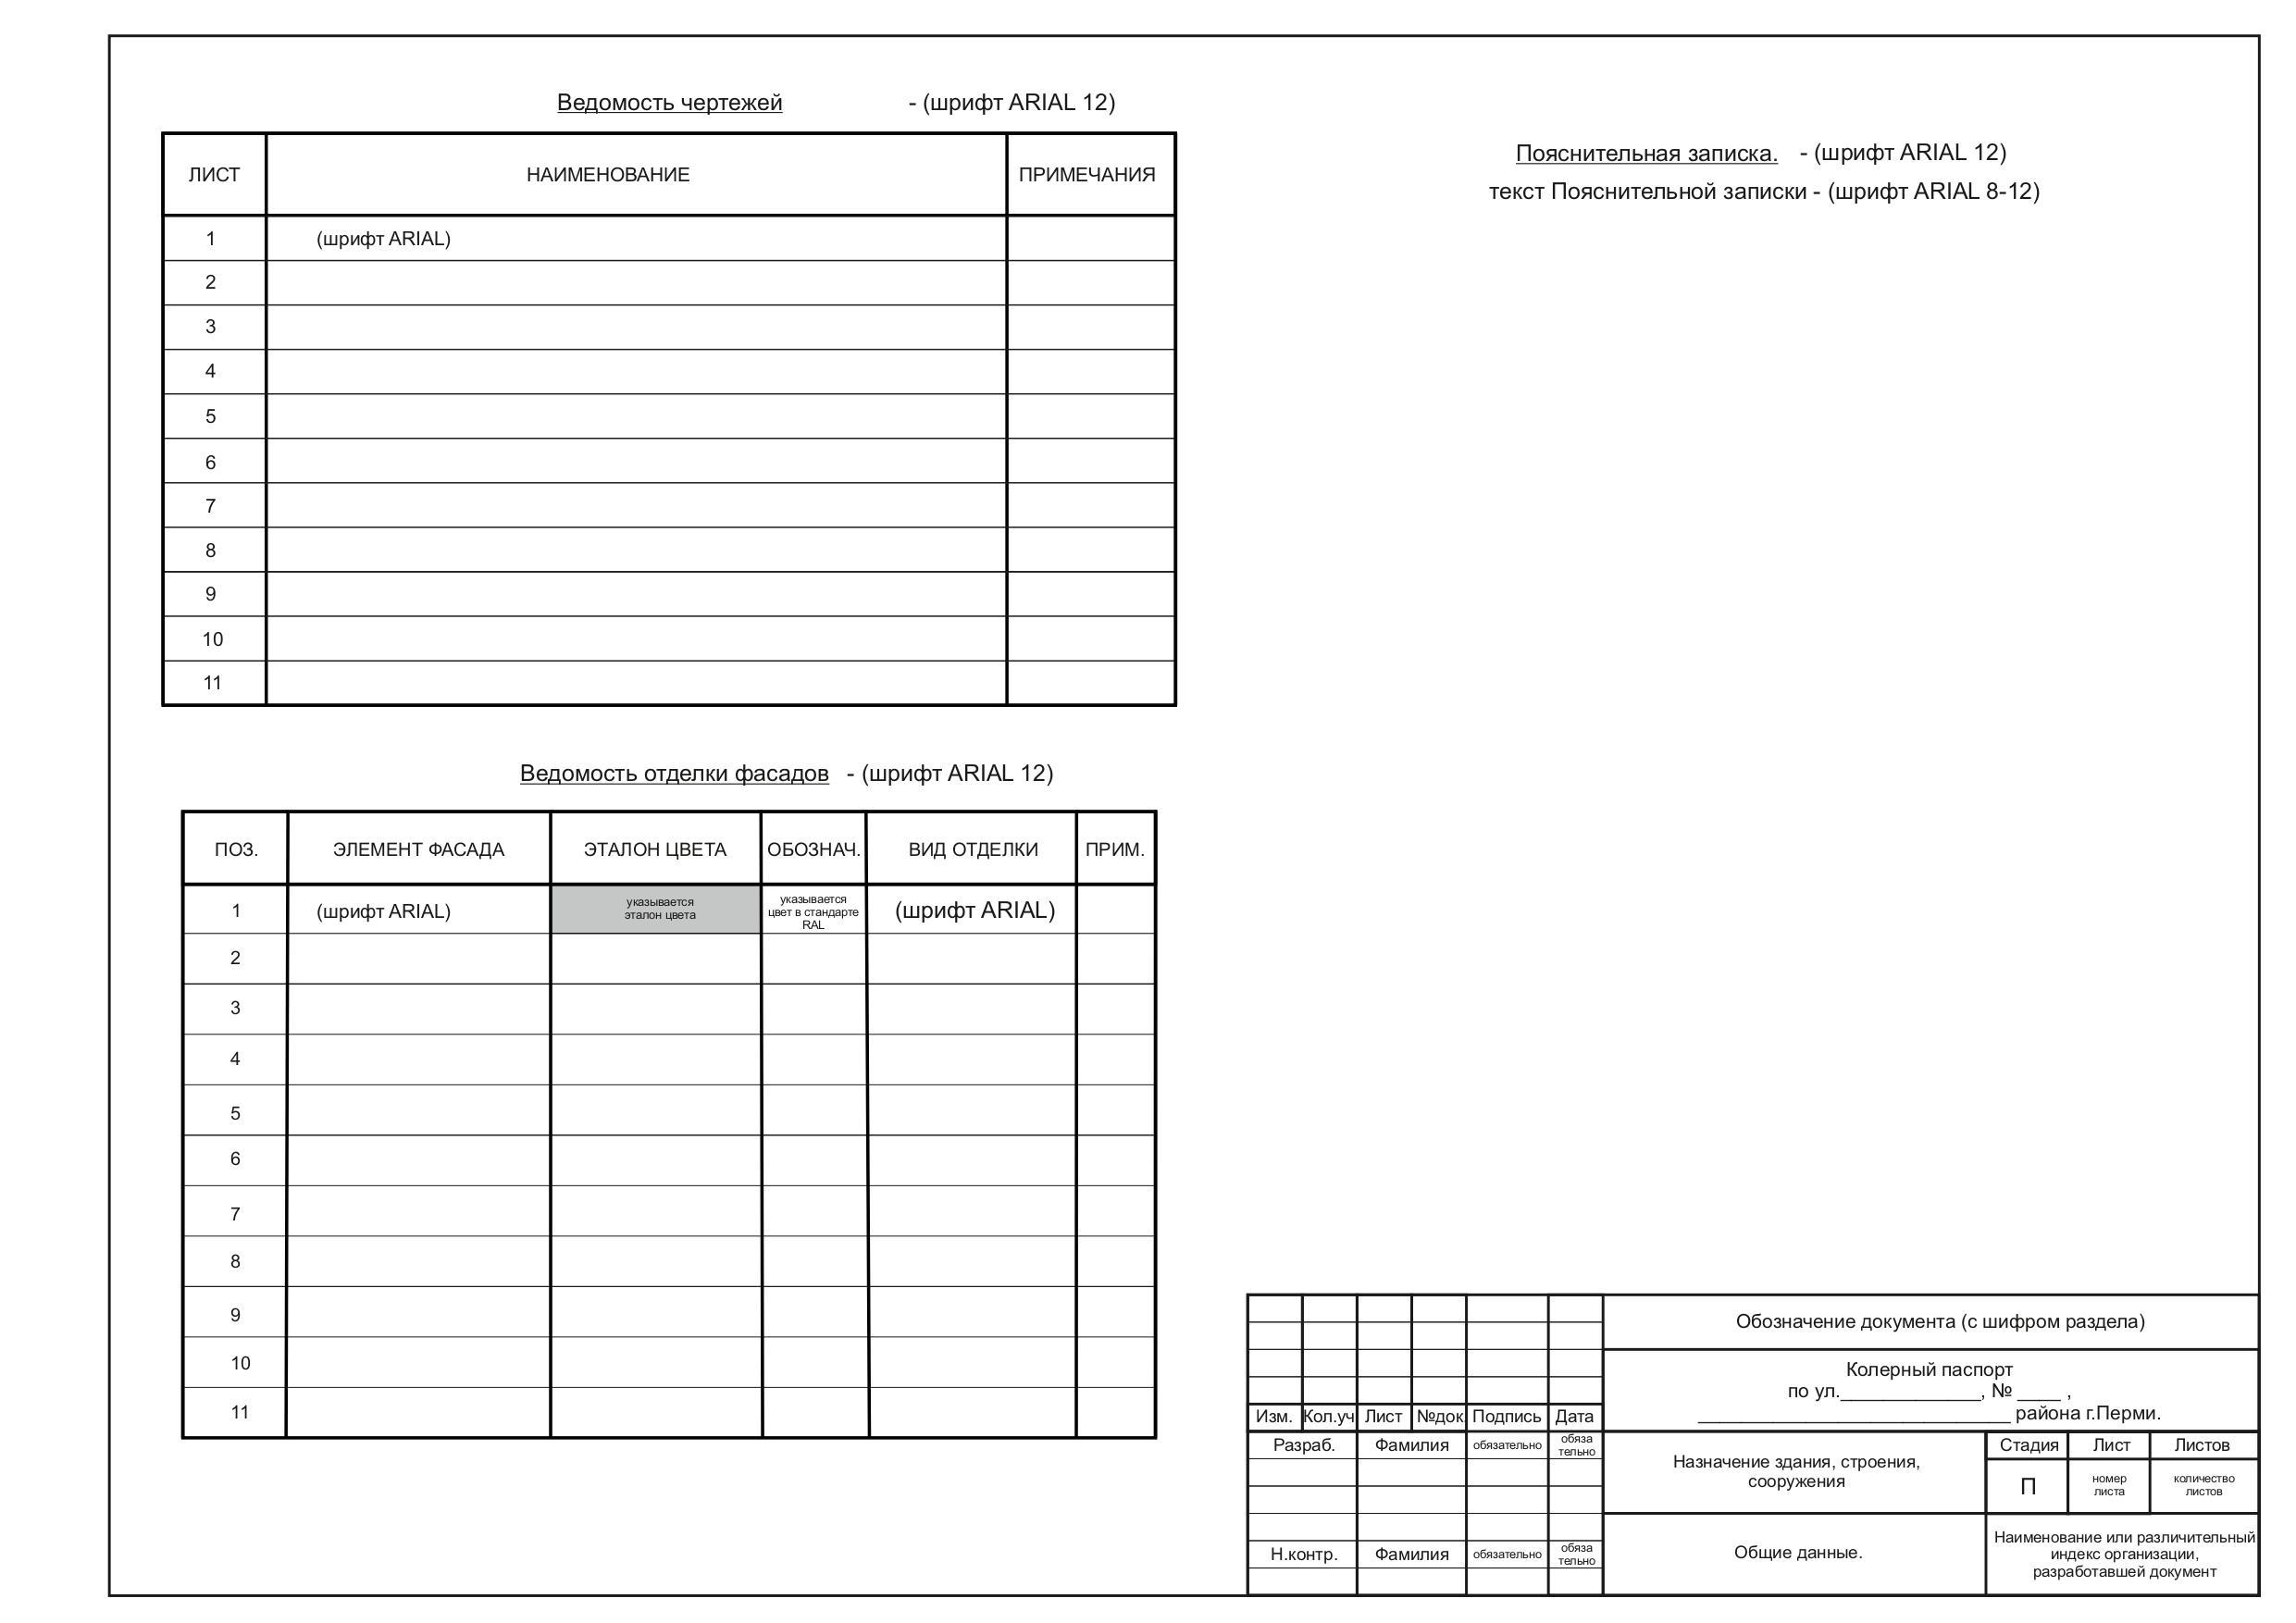 Ведомость чертежей - (шрифт ARIAL 12)
ЛИСТ НАИМЕНОВАНИЕ ПРИМЕЧАНИЯ
1 (шрифт ARIAL)
2
3
4
5
6
7
8
9
10
11
Ведомость отделки фасадов - (шрифт ARIAL 12)
ПОЗ. ЭЛЕМЕНТ ФАСАДА ЭТАЛОН ЦВЕТА ОБОЗНАЧ. ВИД ОТДЕЛКИ ПРИМ.
1 (шрифт ARIAL)
указывается
эталон цвета
указывается
цвет в стандарте
RAL
(шрифт ARIAL)
2
3
4
5
6
7
8
9
10
11
Пояснительная записка. - (шрифт ARIAL 12)
текст Пояснительной записки - (шрифт ARIAL 8-12)
Обозначение документа (с шифром раздела)
Колерный паспорт
по ул._____________, № ____ ,
_____________________________ района г.Перми.
Изм. Кол.уч Лист №док. Подпись Дата
Разраб. Фамилия обязательно
обяза
тельно
Назначение здания, строения,
сооружения
Стадия Лист Листов
П
номер
листа
количество
листов
Н.контр. Фамилия обязательно
обяза
тельно
Общие данные.
Наименование или различительный
индекс организации,
разработавшей документ